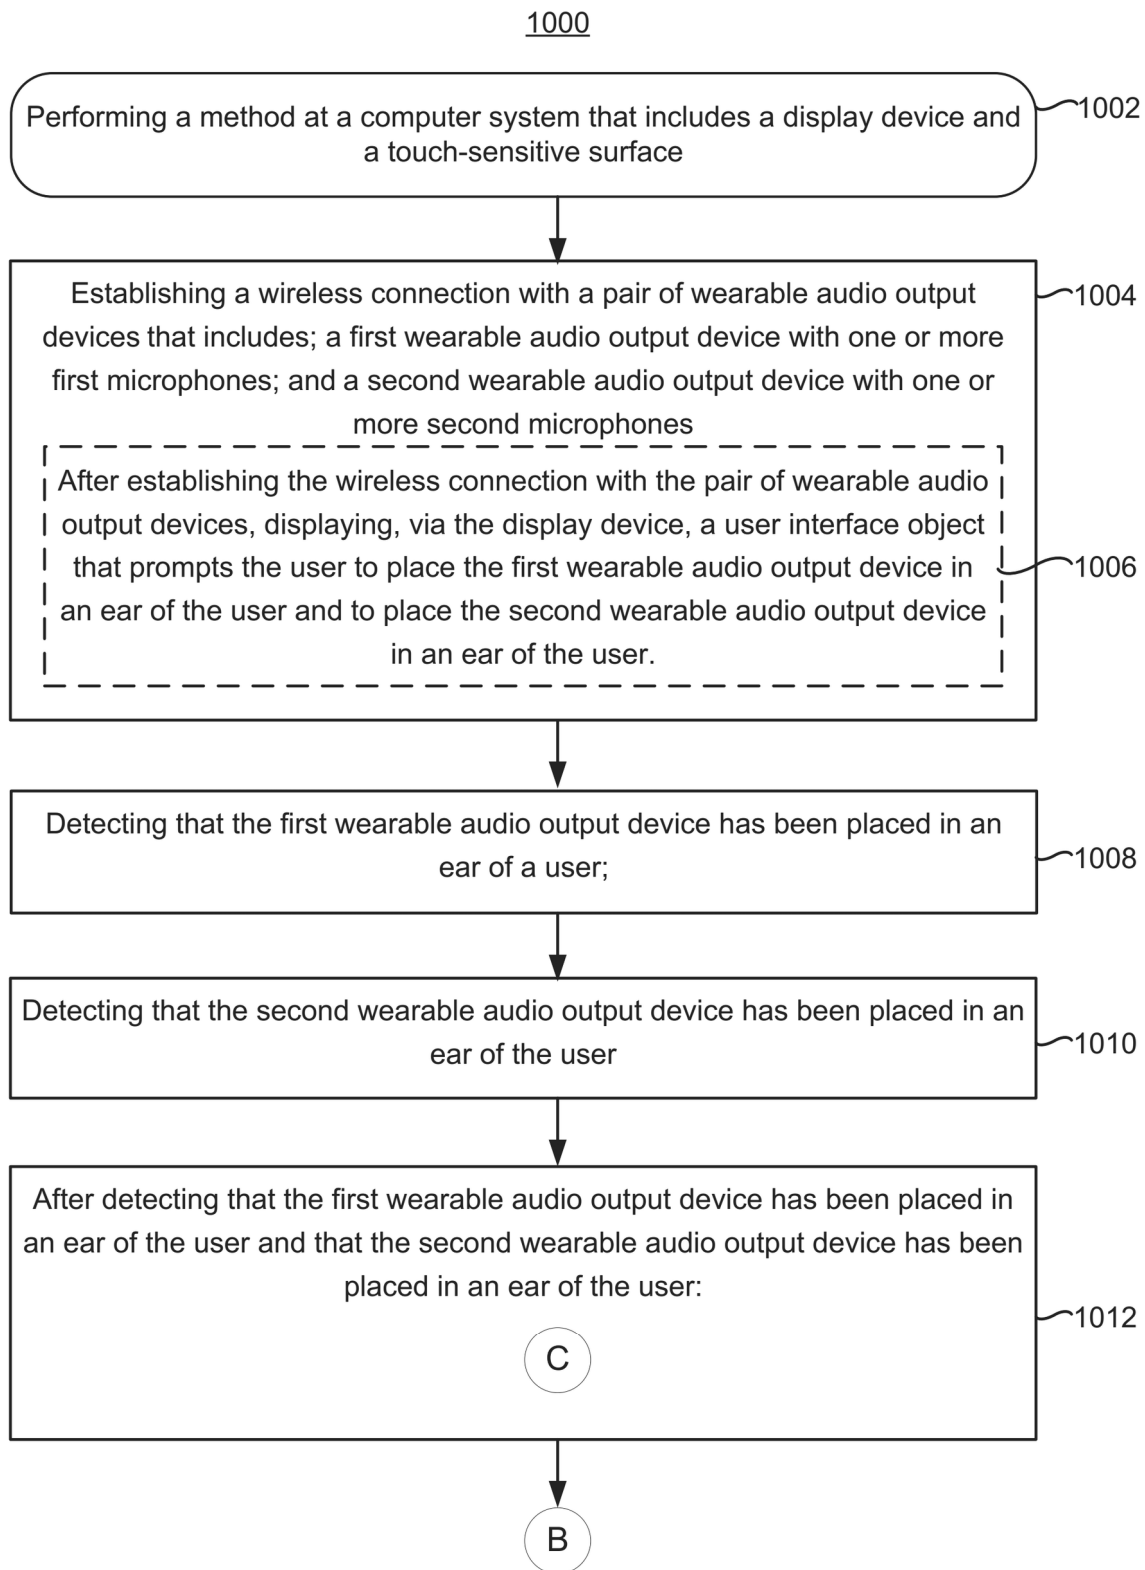 1000
Performing a method at a computer system that includes a display device and
a touch-sensitive surface
1002
Establishing a wireless connection with a pair of wearable audio output
devices that includes; a first wearable audio output device with one or more
first microphones; and a second wearable audio output device with one or
more second microphones
1004
After establishing the wireless connection with the pair of wearable audio
output devices, displaying, via the display device, a user interface object
that prompts the user to place the first wearable audio output device in
an ear of the user and to place the second wearable audio output device
in an ear of the user.
1006
Detecting that the first wearable audio output device has been placed in an
ear of a user;
1008
Detecting that the second wearable audio output device has been placed in an
ear of the user
1010
After detecting that the first wearable audio output device has been placed in
an ear of the user and that the second wearable audio output device has been
placed in an ear of the user:
1012
C
B